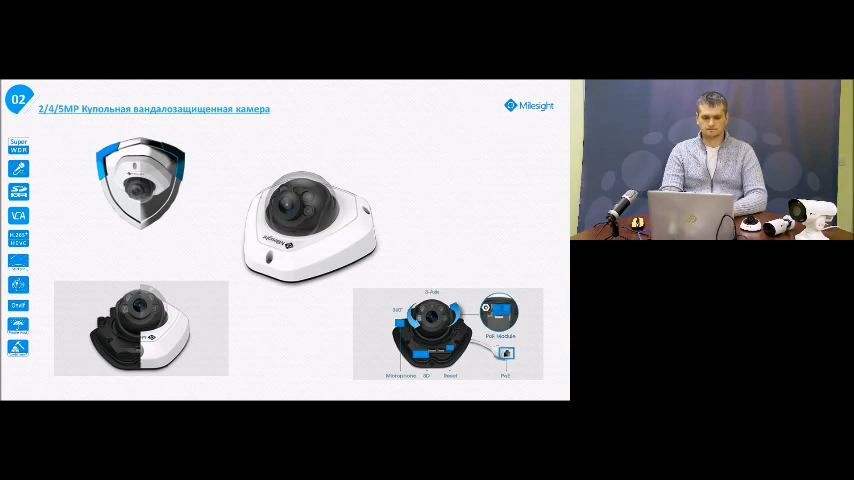 02
2/4/5MP Купольная вандалозащищенная камера
Milesight
Super
WDR
VCA
H.265+
HEVC
Onvif
3-Axis
360°
PoE Module
Microphone
SD
Reset
PoE